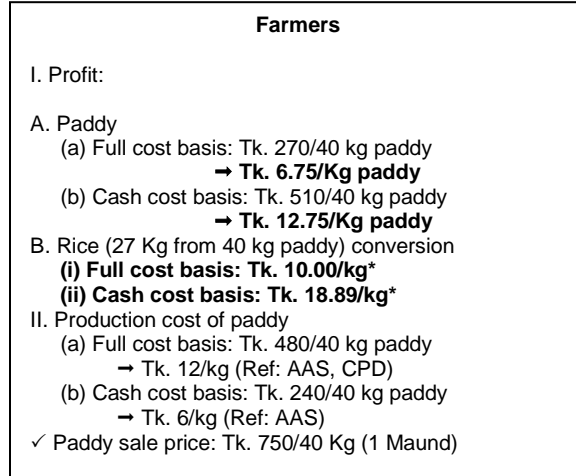 Farmers
I. Profit:
A. Paddy
(a) Full cost basis: Tk. 270/40 kg paddy
➞ Tk. 6.75/Kg paddy
(b) Cash cost basis: Tk. 510/40 kg paddy
➞ Tk. 12.75/Kg paddy
B. Rice (27 Kg from 40 kg paddy) conversion
(i) Full cost basis: Tk. 10.00/kg*
(ii) Cash cost basis: Tk. 18.89/kg*
II. Production cost of paddy
(a) Full cost basis: Tk. 480/40 kg paddy
➞ Tk. 12/kg (Ref: AAS, CPD)
(b) Cash cost basis: Tk. 240/40 kg paddy
➞ Tk. 6/kg (Ref: AAS)
✓ Paddy sale price: Tk. 750/40 Kg (1 Maund)